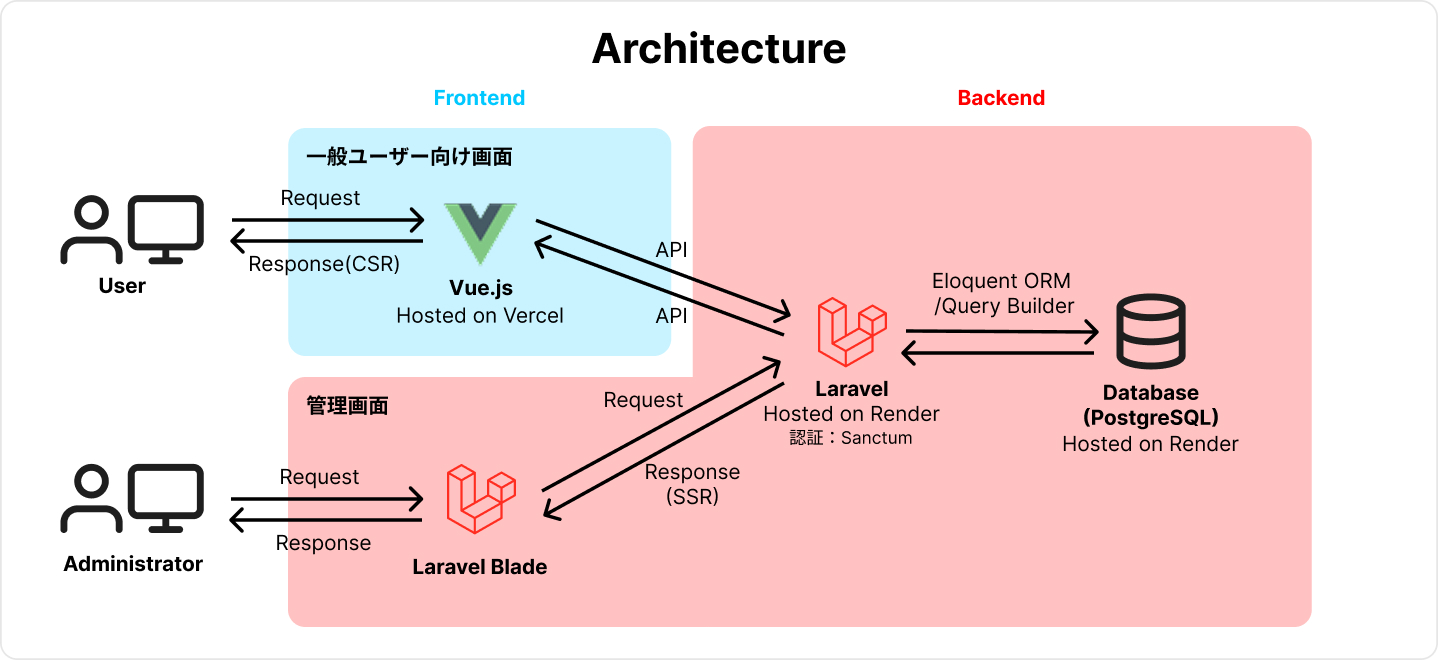 Architecture
Frontend
Backend
一般ユーザー向け画面
Request
Response(CSR)
User
Vue.js
Hosted on Vercel
API
API
Eloquent ORM
/Query Builder
Laravel
Hosted on Render
認証：Sanctum
Database
(PostgreSQL)
Hosted on Render
管理画面
Request
Response
(SSR)
Request
Response
Administrator
Laravel Blade